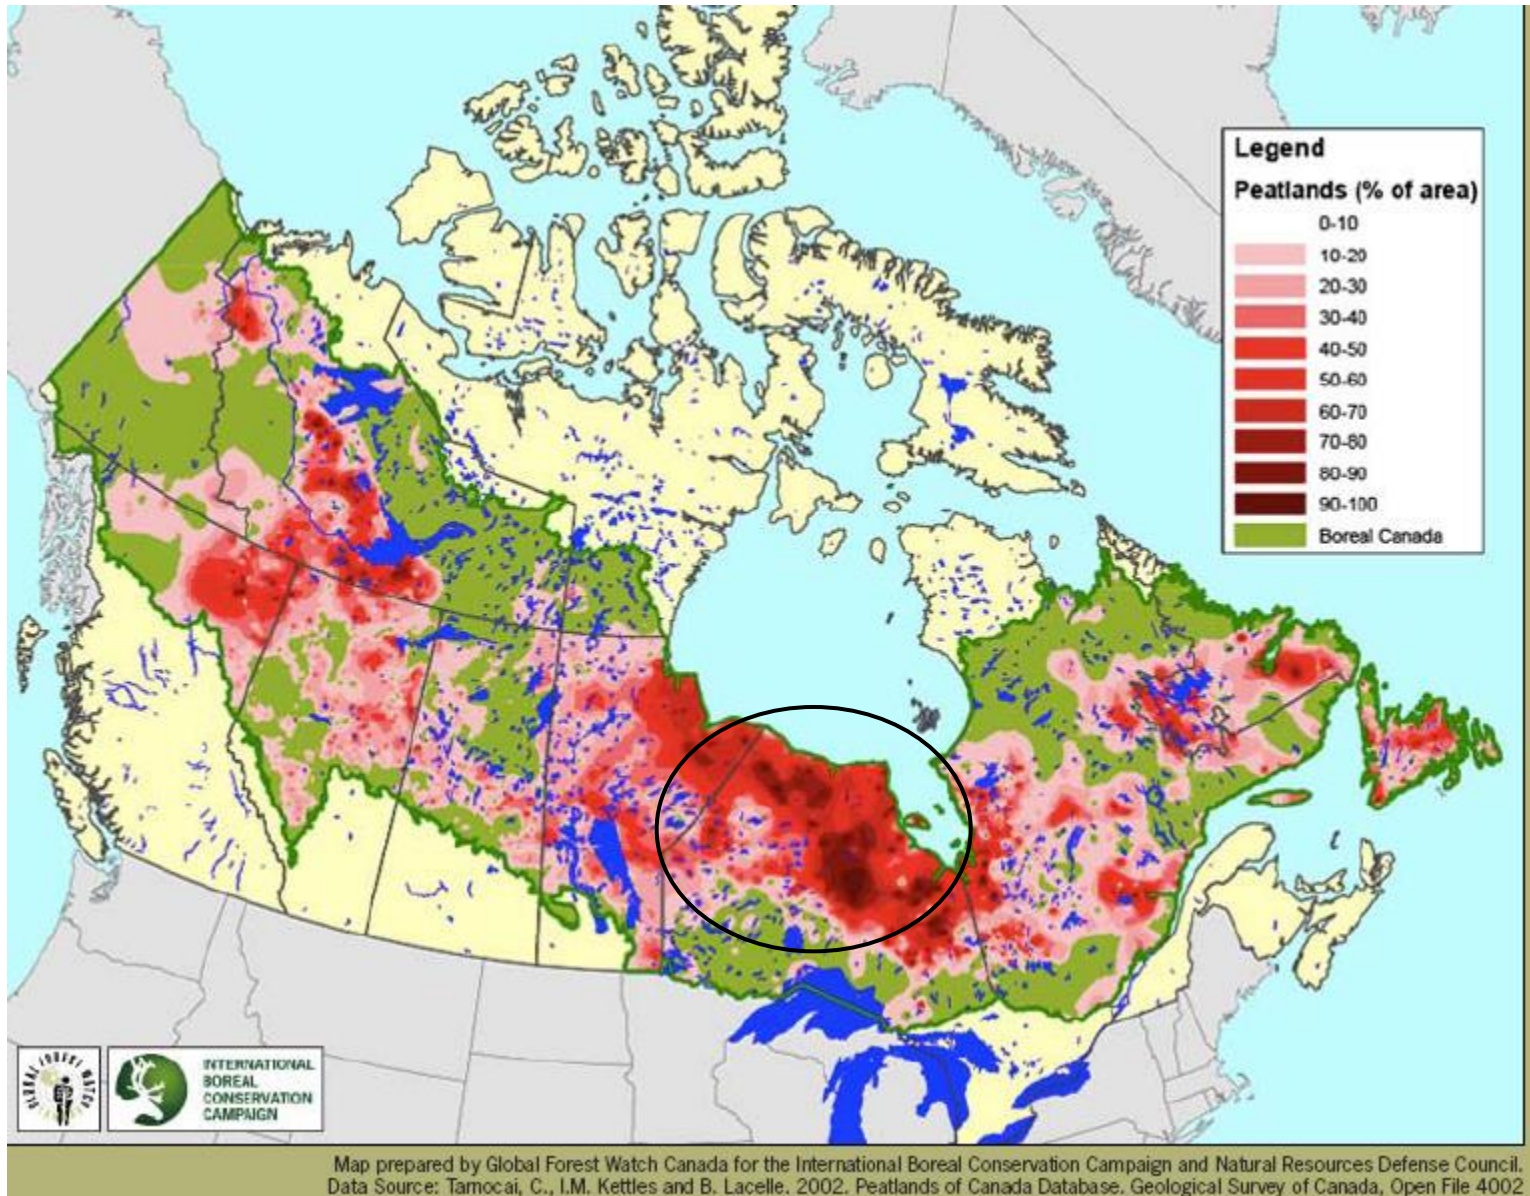 Legend
Peatlands (% of area)
0-10
10-20
20-30
30-40
40-50
50-60
60-70
70-80
80-90
90-100
Boreal Canada
GLOBAL FOREST WATCH
INTERNATIONAL
BOREAL
CONSERVATION
CAMPAIGN
Map prepared by Global Forest Watch Canada for the International Boreal Conservation Campaign and Natural Resources Defense Council.
Data Source: Tarnocai, C., I.M. Kettles and B. Lacelle. 2002. Peatlands of Canada Database. Geological Survey of Canada, Open File 4002